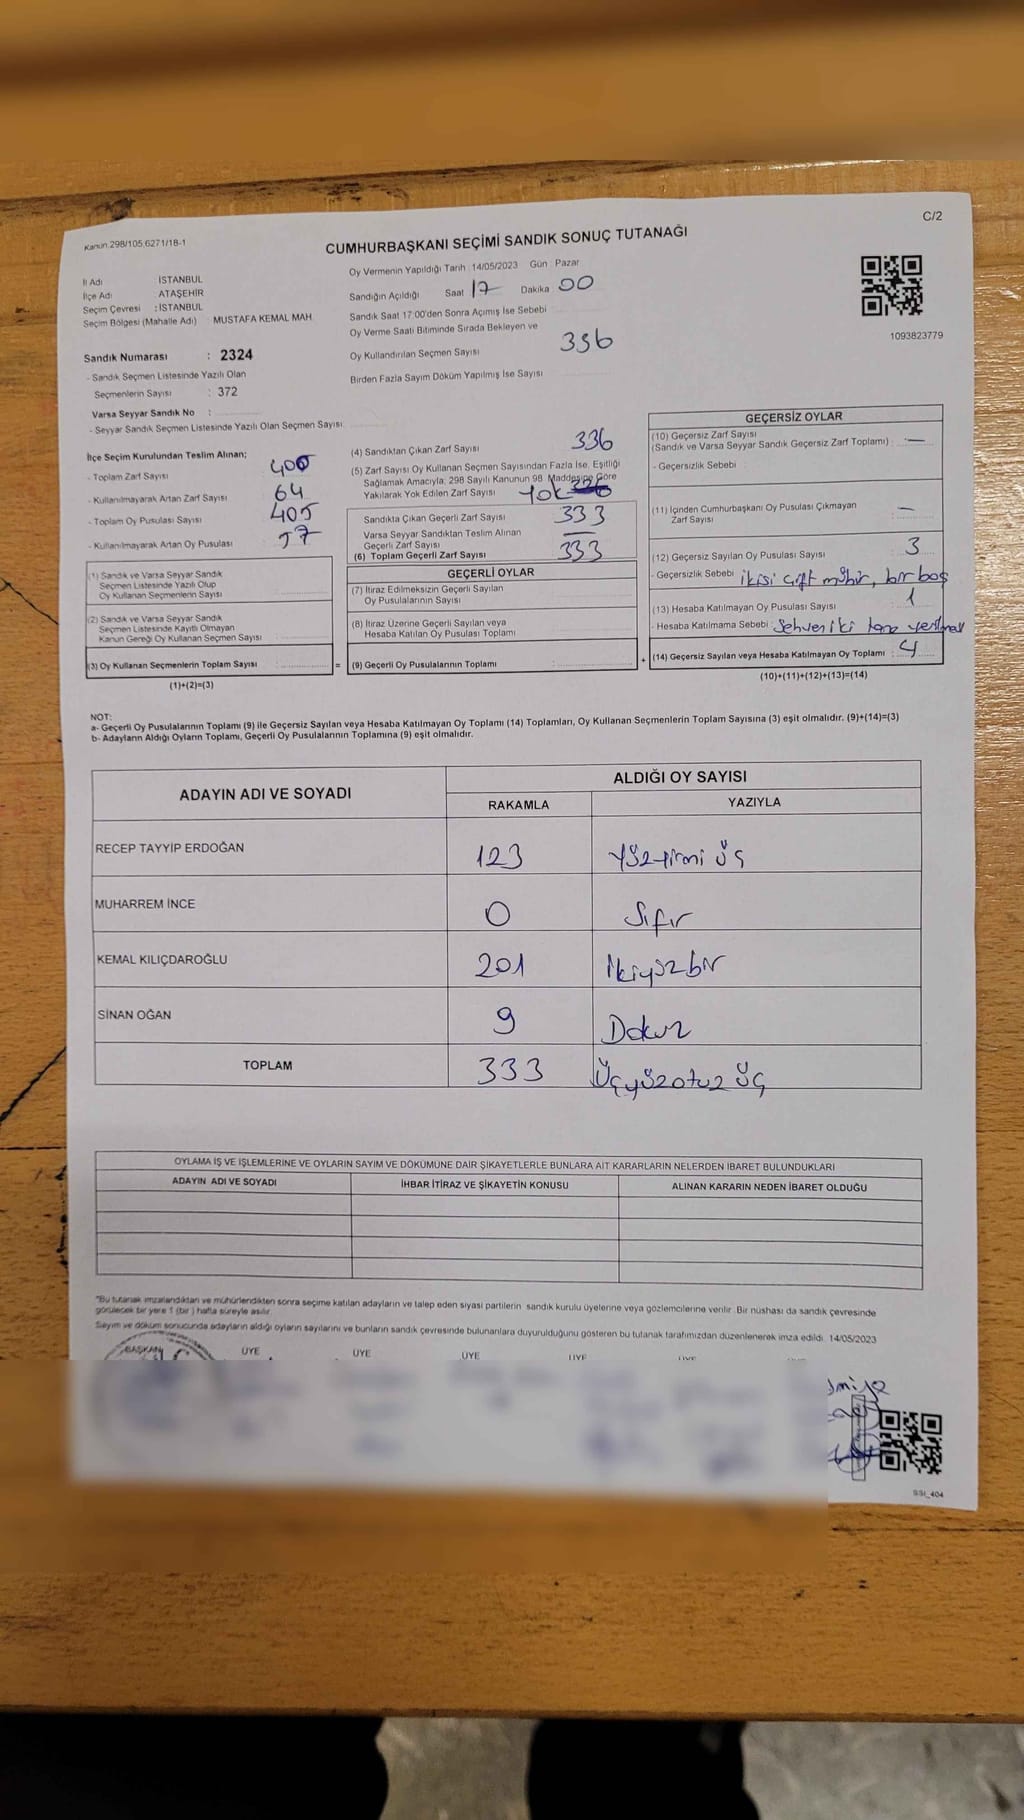 C/2
Kanun.298/105,6271/18-1
CUMHURBAŞKANI SEÇİMİ SANDIK SONUÇ TUTANAĞI
İl Adı İSTANBUL
İlçe Adı ATAŞEHİR
Seçim Çevresi : İSTANBUL
Seçim Bölgesi (Mahalle Adı) MUSTAFA KEMAL MAH.
Sandık Numarası : 2324
- Sandık Seçmen Listesinde Yazılı Olan
Seçmenlerin Sayısı : 372
Varsa Seyyar Sandık No :
- Seyyar Sandık Seçmen Listesinde Yazılı Olan Seçmen Sayısı:
Oy Vermenin Yapıldığı Tarih 14/05/2023 Gün Pazar
Sandığın Açıldığı Saat 17 Dakika 00
Sandık Saat 17:00'den Sonra Açılmış İse Sebebi
Oy Verme Saati Bitiminde Sırada Bekleyen ve
Oy Kullandırılan Seçmen Sayısı 336
Birden Fazla Sayım Döküm Yapılmış İse Sayısı
1093823779
İlçe Seçim Kurulundan Teslim Alınan;
- Toplam Zarf Sayısı 400
- Kullanılmayarak Artan Zarf Sayısı 64
- Toplam Oy Pusulası Sayısı 405
- Kullanılmayarak Artan Oy Pusulası
(1) Sandık ve Varsa Seyyar Sandık
Seçmen Listesinde Yazılı Olup
Oy Kullanan Seçmenlerin Sayısı
(2) Sandık ve Varsa Seyyar Sandık
Seçmen Listesinde Kayıtlı Olmayan
Kanun Gereği Oy Kullanan Seçmen Sayısı
(3) Oy Kullanan Seçmenlerin Toplam Sayısı
(1)+(2)=(3)
(4) Sandıktan Çıkan Zarf Sayısı 336
(5) Zarf Sayısı Oy Kullanan Seçmen Sayısından Fazla İse, Eşitliği
Sağlamak Amacıyla; 298 Sayılı Kanunun 98. Maddesine Göre
Yakılarak Yok Edilen Zarf Sayısı Yok
Sandıkta Çıkan Geçerli Zarf Sayısı 333
Varsa Seyyar Sandıktan Teslim Alınan
Geçerli Zarf Sayısı —
(6) Toplam Geçerli Zarf Sayısı 333
=
GEÇERLİ OYLAR
(7) İtiraz Edilmeksizin Geçerli Sayılan
Oy Pusulalarının Sayısı
(8) İtiraz Üzerine Geçerli Sayılan veya
Hesaba Katılan Oy Pusulası Toplamı
(9) Geçerli Oy Pusulalarının Toplamı
+
GEÇERSİZ OYLAR
(10) Geçersiz Zarf Sayısı
(Sandık ve Varsa Seyyar Sandık Geçersiz Zarf Toplamı) : —
- Geçersizlik Sebebi
(11) İçinden Cumhurbaşkanı Oy Pusulası Çıkmayan
Zarf Sayısı —
(12) Geçersiz Sayılan Oy Pusulası Sayısı 3
- Geçersizlik Sebebi ikisi çift mühür, bir boş
(13) Hesaba Katılmayan Oy Pusulası Sayısı 1
- Hesaba Katılmama Sebebi : Sehven iki tane verilmesi
(14) Geçersiz Sayılan veya Hesaba Katılmayan Oy Toplamı : 4
(10)+(11)+(12)+(13)=(14)
NOT:
a- Geçerli Oy Pusulalarının Toplamı (9) ile Geçersiz Sayılan veya Hesaba Katılmayan Oy Toplamı (14) Toplamları, Oy Kullanan Seçmenlerin Toplam Sayısına (3) eşit olmalıdır. (9)+(14)=(3)
b- Adayların Aldığı Oyların Toplamı, Geçerli Oy Pusulalarının Toplamına (9) eşit olmalıdır.
ADAYIN ADI VE SOYADI ALDIĞI OY SAYISI
RAKAMLA YAZIYLA
RECEP TAYYİP ERDOĞAN 123 Yüzyirmi üç
MUHARREM İNCE 0 Sıfır
KEMAL KILIÇDAROĞLU 201 İkiyüzbir
SİNAN OĞAN 9 Dokuz
TOPLAM 333 Üçyüzotuz üç
OYLAMA İŞ VE İŞLEMLERİNE VE OYLARIN SAYIM VE DÖKÜMÜNE DAİR ŞİKAYETLERLE BUNLARA AİT KARARLARIN NELERDEN İBARET BULUNDUKLARI
ADAYIN ADI VE SOYADI İHBAR İTİRAZ VE ŞİKAYETİN KONUSU ALINAN KARARIN NEDEN İBARET OLDUĞU
"Bu tutanak imzalandıktan ve mühürlendikten sonra seçime katılan adayların ve talep eden siyasi partilerin sandık kurulu üyelerine veya gözlemcilerine verilir. Bir nüshası da sandık çevresinde
görülecek bir yere 1 (bir) hafta süreyle asılır.
Sayım ve döküm sonucunda adayların aldığı oyların sayılarını ve bunların sandık çevresinde bulunanlara duyurulduğunu gösteren bu tutanak tarafımızdan düzenlenerek imza edildi. 14/05/2023
BAŞKAN ÜYE ÜYE ÜYE ÜYE
SSI_404